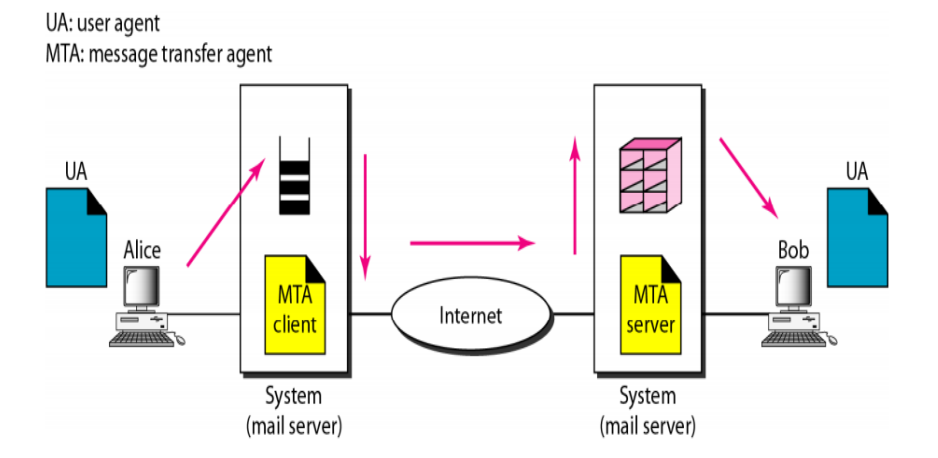 UA: user agent
MTA: message transfer agent
UA
UA
Alice
Bob
MTA
client
Internet
MTA
server
System
(mail server)
System
(mail server)